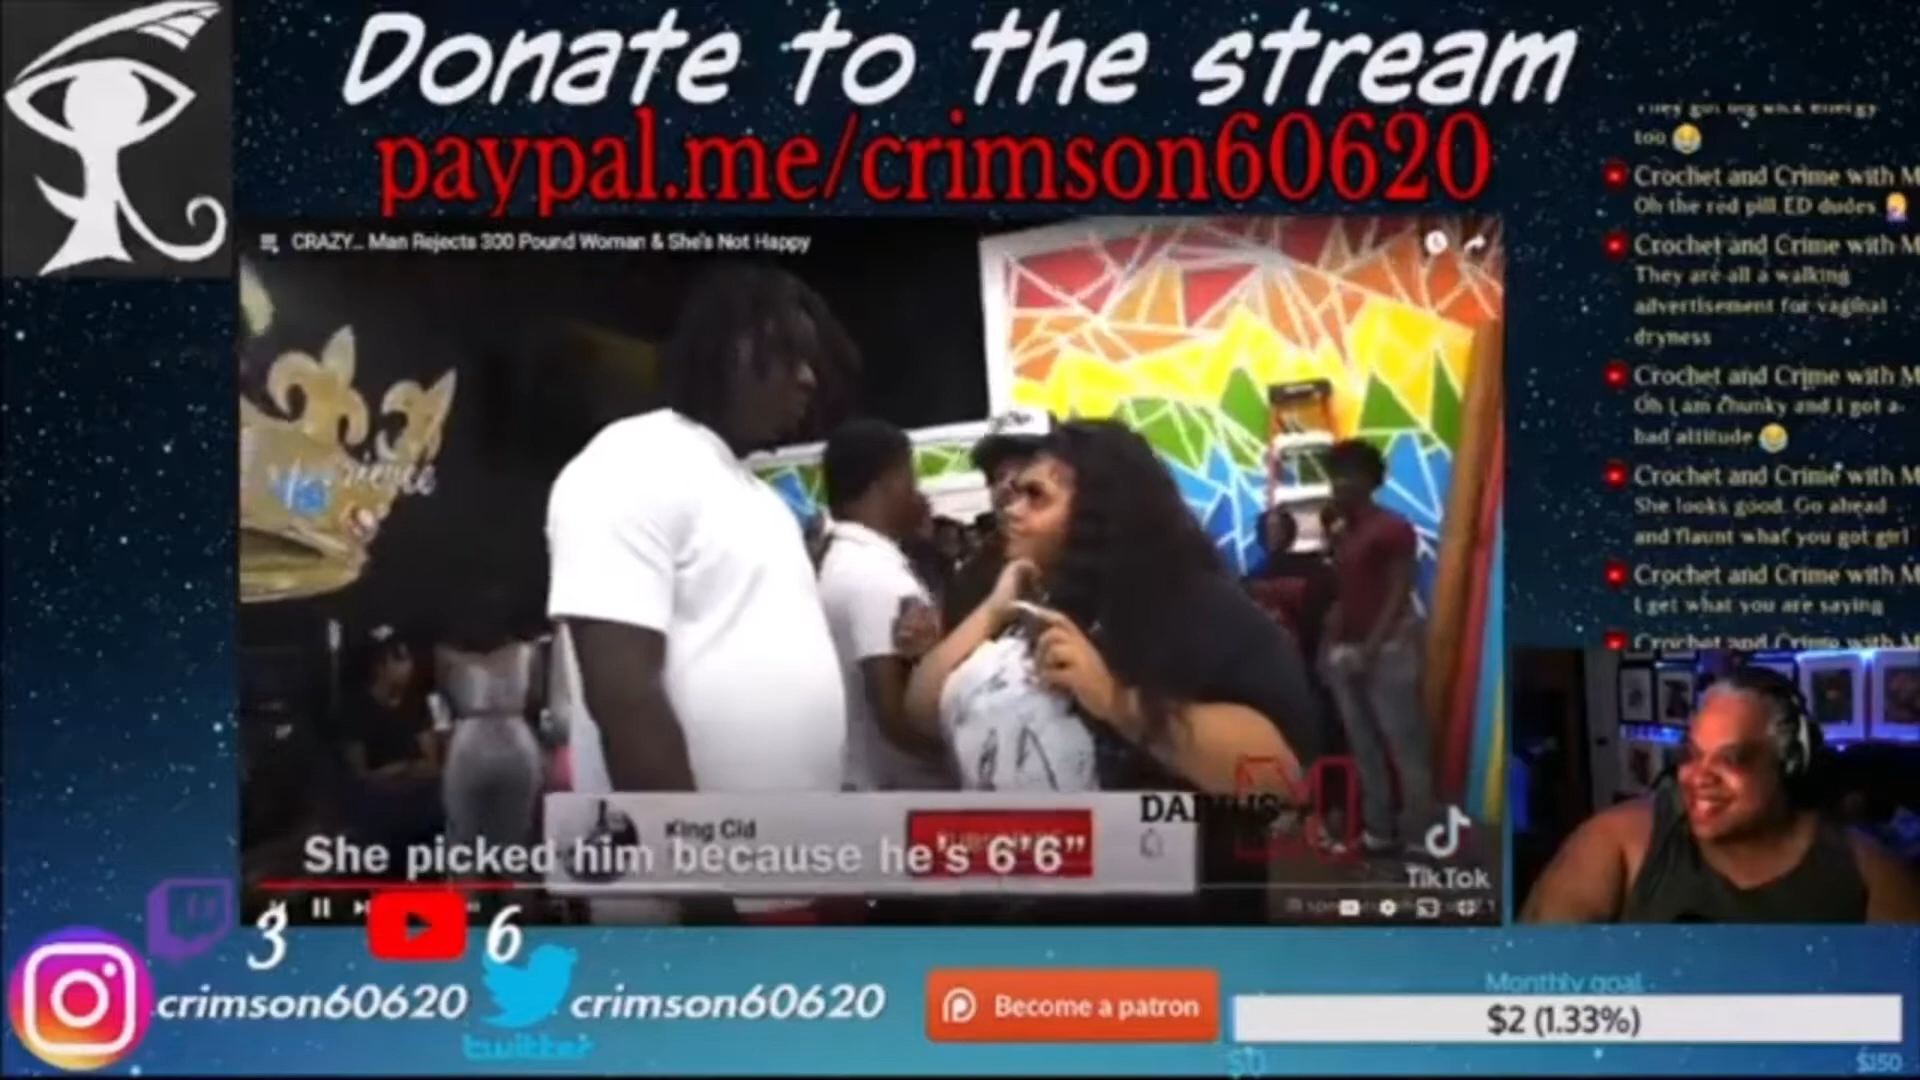 Donate to the stream
paypal.me/crimson60620
CRAZY... Man Rejects 300 Pound Woman & She's Not Happy
energy
too 😂
Crochet and Crime with M
Oh the red pill ED dudes
Crochet and Crime with M
They are all a walking
advertisement for vaginal
dryness
Crochet and Crime with M
Oh I am chunky and I got a
bad attitude 😂
Crochet and Crime with M
She looks good. Go ahead
and flaunt what you got girl
Crochet and Crime with M
I get what you are saying
Crochet and Crime with M
King Cid
She picked him because he's 6'6”
TikTok
3
6
crimson60620
crimson60620
twitter
Become a patron
Monthly goal
$2 (1.33%)
$0
$150